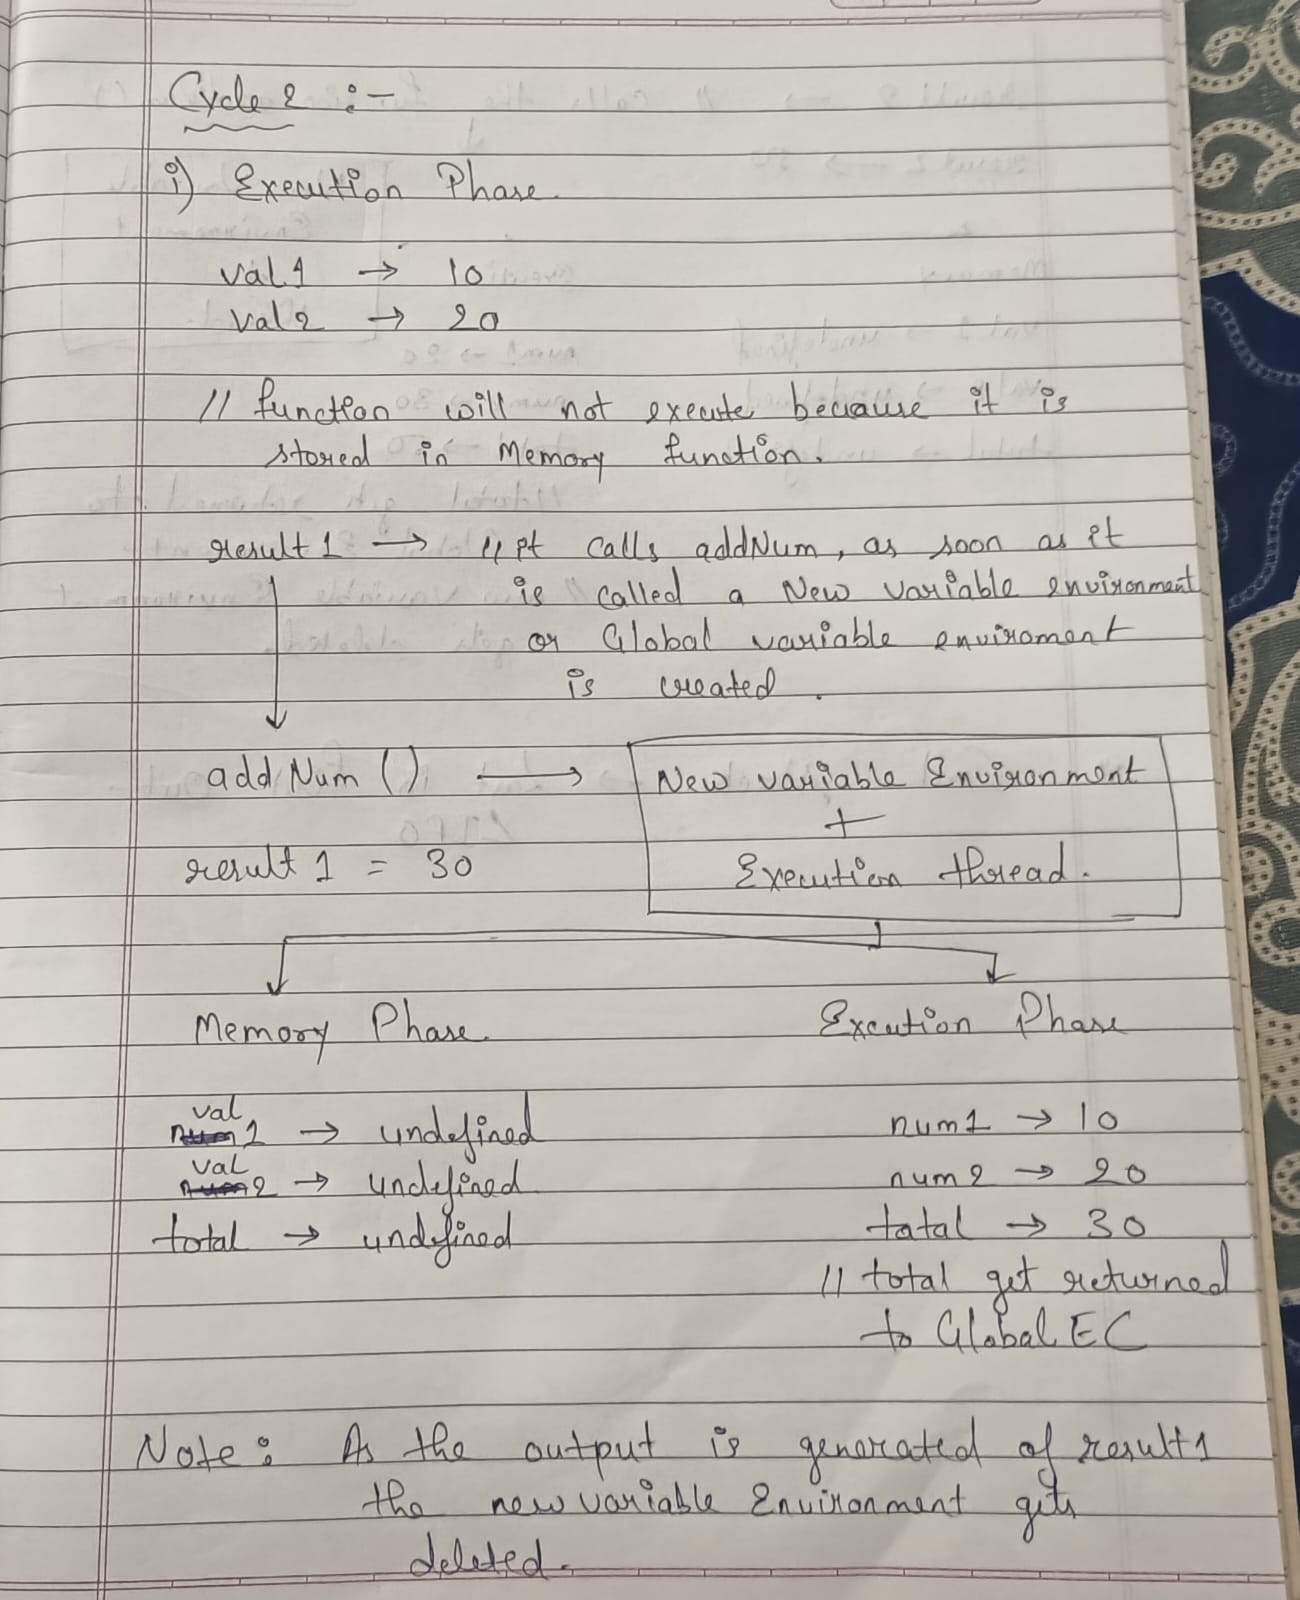 Cycle 2 :-
i) Execution Phase.
val1 → 10
val2 → 20
// function will not execute because it is
stored in Memory function.
result 1 → // it calls addNum, as soon as it
is called a New variable environment
or Global variable enviroment
is created.
addNum () → New variable Environment
+
result 1 = 30
Execution thread.
Memory Phase.
Excution Phase
val1 → undefined
num1 → 10
val2 → undefined
num2 → 20
total → undefined
tatal → 30
// total get returned
to Global EC
Note: As the output is generated of result1
the new variable Environment gets
deleted.